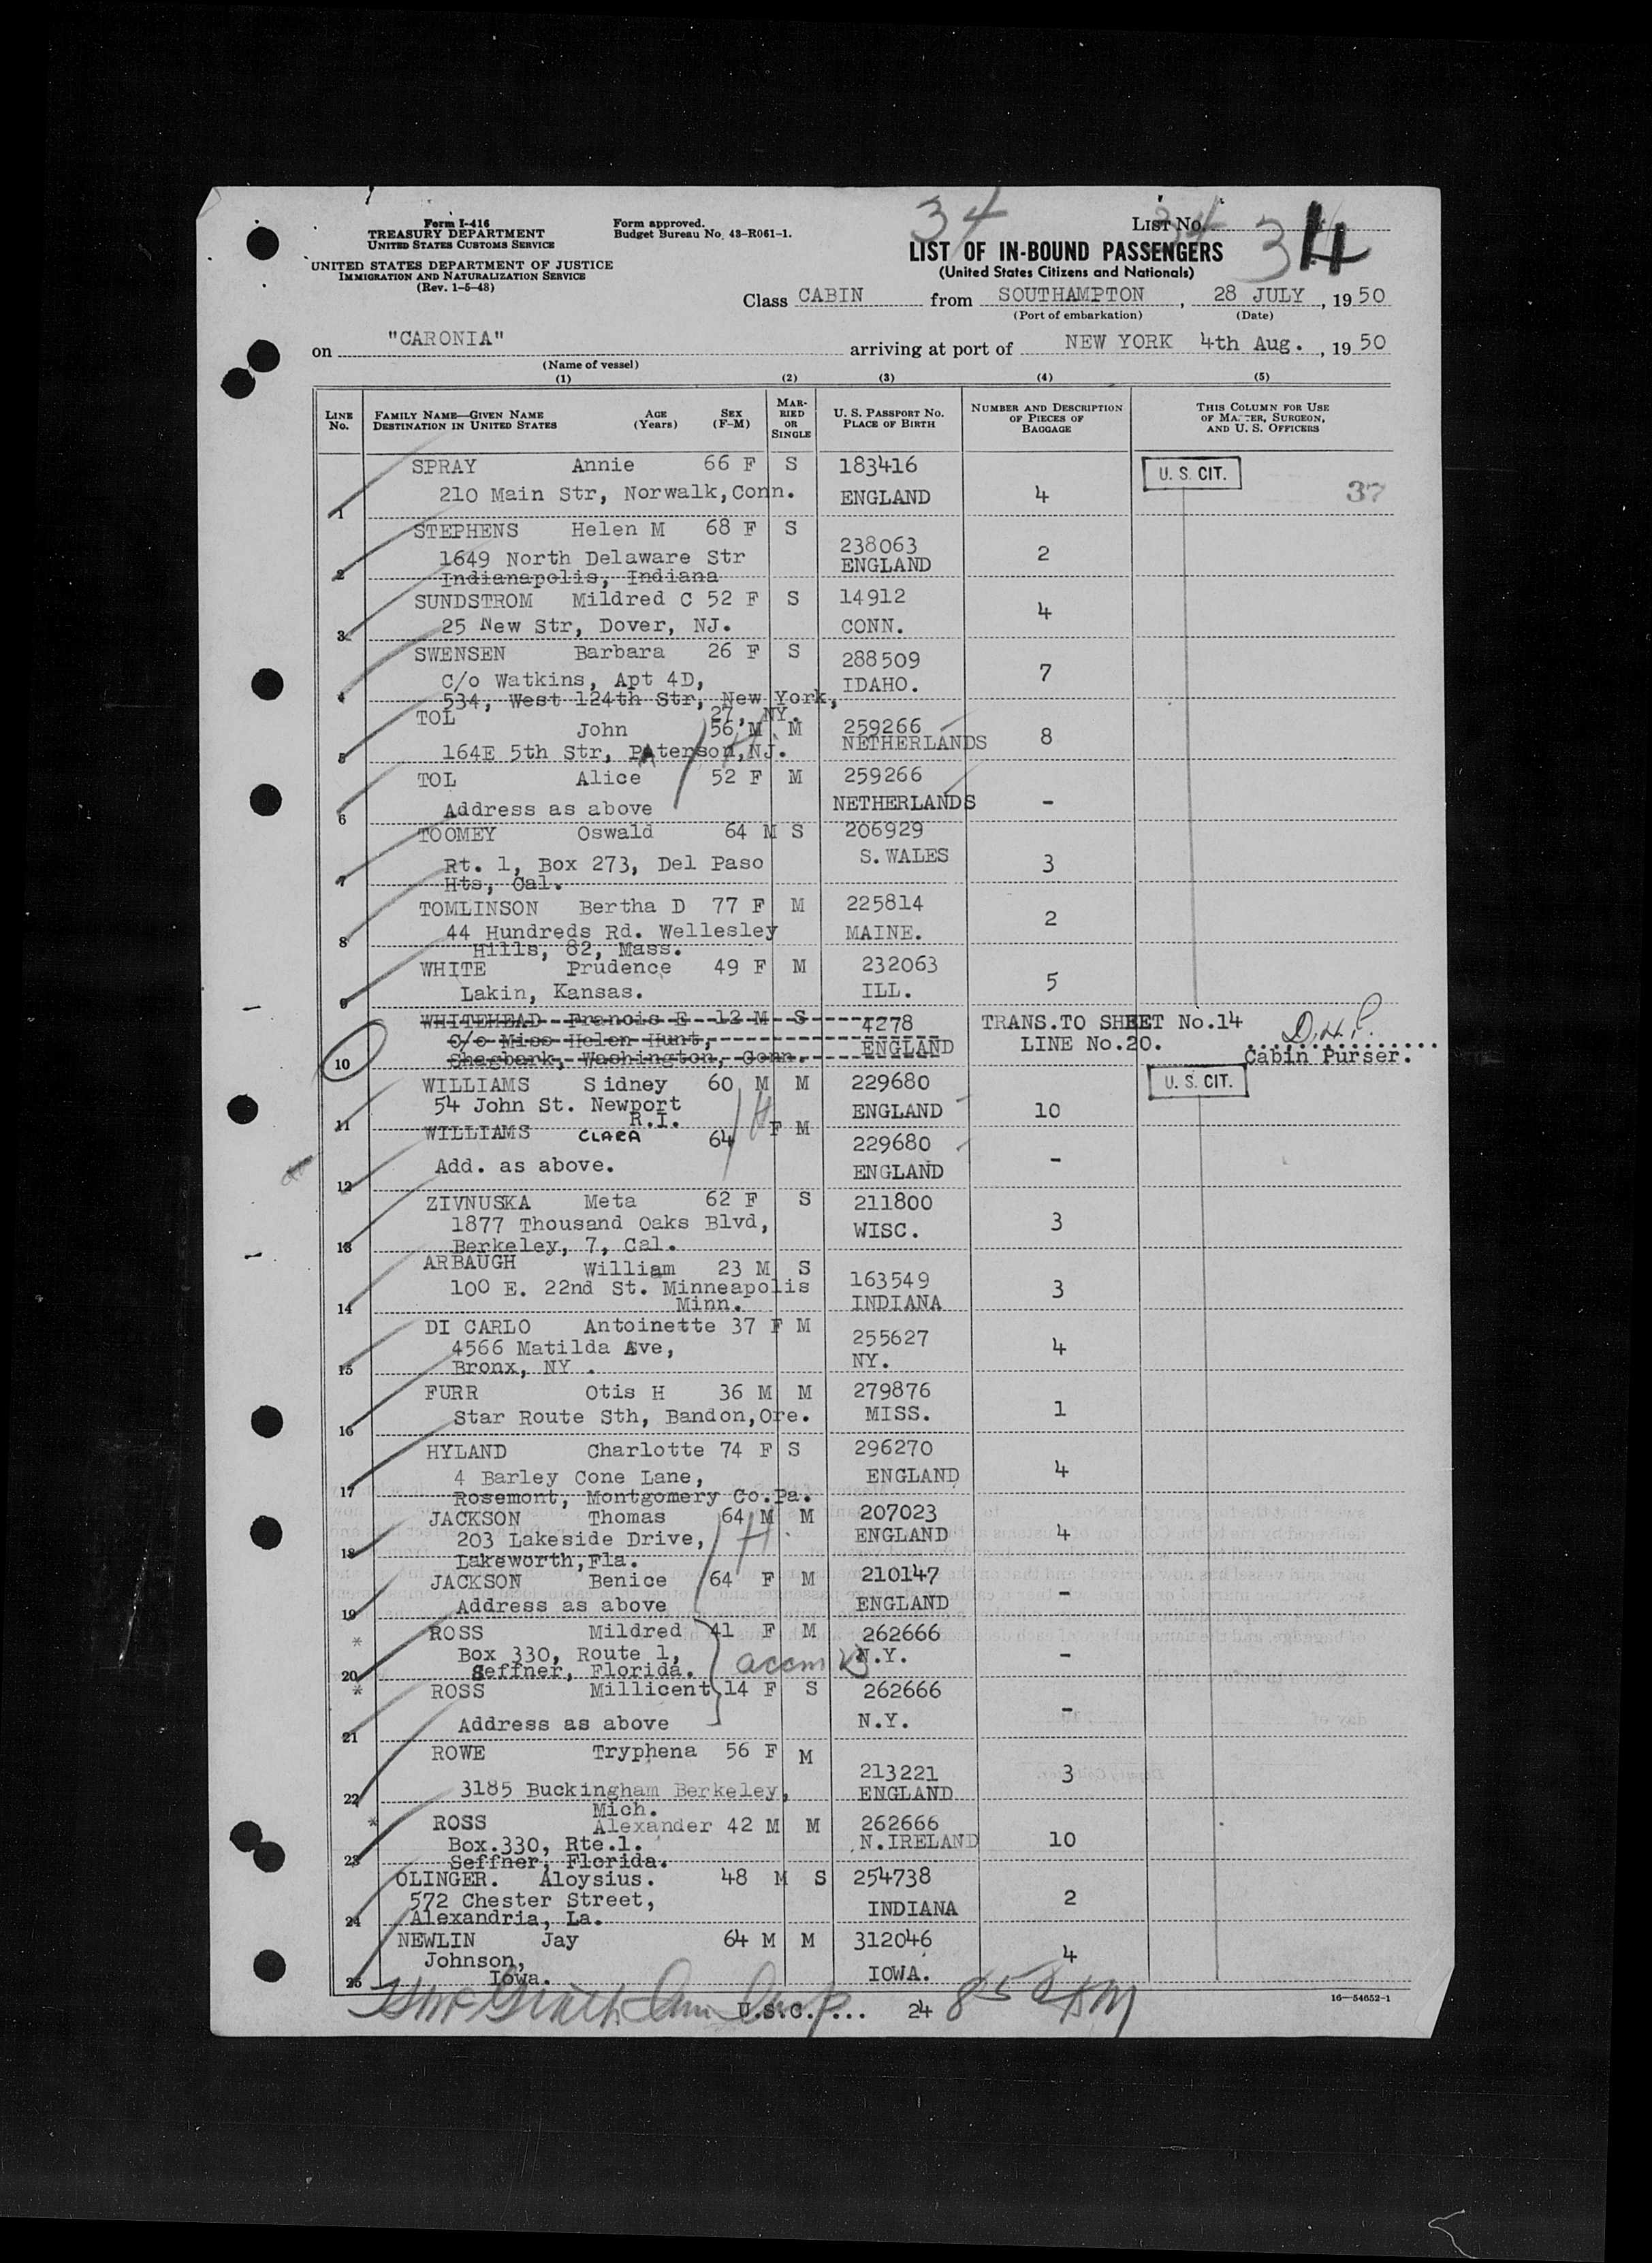 34
Form I-416
TREASURY DEPARTMENT
UNITED STATES CUSTOMS SERVICE
Form approved.
Budget Bureau No. 43-R061-1.
LIST No. 34
34
UNITED STATES DEPARTMENT OF JUSTICE
IMMIGRATION AND NATURALIZATION SERVICE
(Rev. 1-5-48)
LIST OF IN-BOUND PASSENGERS
(United States Citizens and Nationals)
Class CABIN from SOUTHAMPTON, 28 JULY, 1950
(Port of embarkation) (Date)
on "CARONIA" arriving at port of NEW YORK 4th Aug., 1950
(Name of vessel)
(1) (2) (3) (4) (5)
LINE No. FAMILY NAME—GIVEN NAME DESTINATION IN UNITED STATES AGE (Years) SEX (F-M) MARRIED OR SINGLE U. S. PASSPORT No. PLACE OF BIRTH NUMBER AND DESCRIPTION OF PIECES OF BAGGAGE THIS COLUMN FOR USE OF MASTER, SURGEON, AND U. S. OFFICERS
SPRAY Annie 66 F S 183416 U. S. CIT.
1 210 Main Str, Norwalk, Conn. ENGLAND 4 37
STEPHENS Helen M 68 F S 238063
1649 North Delaware Str ENGLAND 2
2 Indianapolis, Indiana
SUNDSTROM Mildred C 52 F S 14912
3 25 New Str, Dover, NJ. CONN. 4
SWENSEN Barbara 26 F S 288509
C/o Watkins, Apt 4D, IDAHO. 7
4 534, West 124th Str, New York,
27, NY.
TOL John 56 M M 259266
5 164E 5th Str, PAterson, NJ. NETHERLANDS 8
TOL Alice 52 F M 259266
6 Address as above NETHERLANDS -
TOOMEY Oswald 64 M S 206929
Rt. 1, Box 273, Del Paso S. WALES 3
7 Hts, Cal.
TOMLINSON Bertha D 77 F M 225814
44 Hundreds Rd. Wellesley MAINE. 2
8 Hills, 82, Mass.
WHITE Prudence 49 F M 232063
9 Lakin, Kansas. ILL. 5
WHITEHEAD Francis E 12 M S 4278 TRANS. TO SHEET No.14 D.H.P.
C/o Miss Helen Hunt, ENGLAND LINE No.20. Cabin Purser.
10 Shagbark, Washington, Conn.
WILLIAMS Sidney 60 M M 229680 U. S. CIT.
54 John St. Newport ENGLAND 10
11 R.I.
WILLIAMS CLARA 64 F M 229680
12 Add. as above. ENGLAND -
ZIVNUSKA Meta 62 F S 211800
1877 Thousand Oaks Blvd, WISC. 3
13 Berkeley, 7, Cal.
ARBAUGH William 23 M S 163549
100 E. 22nd St. Minneapolis INDIANA 3
14 Minn.
DI CARLO Antoinette 37 F M 255627
4566 Matilda Ave, NY. 4
15 Bronx, NY.
FURR Otis H 36 M M 279876
16 Star Route Sth, Bandon, Ore. MISS. 1
HYLAND Charlotte 74 F S 296270
4 Barley Cone Lane, ENGLAND 4
17 Rosemont, Montgomery Co. Pa.
JACKSON Thomas 64 M M 207023
203 Lakeside Drive, ENGLAND 4
18 Lakeworth, Fla.
JACKSON Benice 64 F M 210147
19 Address as above ENGLAND -
* ROSS Mildred 41 F M 262666
Box 330, Route 1, N.Y. -
20 Seffner, Florida. accm
* ROSS Millicent 14 F S 262666
21 Address as above N.Y. -
ROWE Tryphena 56 F M 213221
22 3185 Buckingham Berkeley, ENGLAND 3
Mich.
* ROSS Alexander 42 M M 262666
Box.330, Rte.1. N. IRELAND 10
23 Seffner, Florida.
OLINGER. Aloysius. 48 M S 254738
572 Chester Street, INDIANA 2
24 Alexandria, La.
NEWLIN Jay 64 M M 312046
Johnson, 4
25 Iowa. IOWA.
U.S.C.... 24
16—54652-1